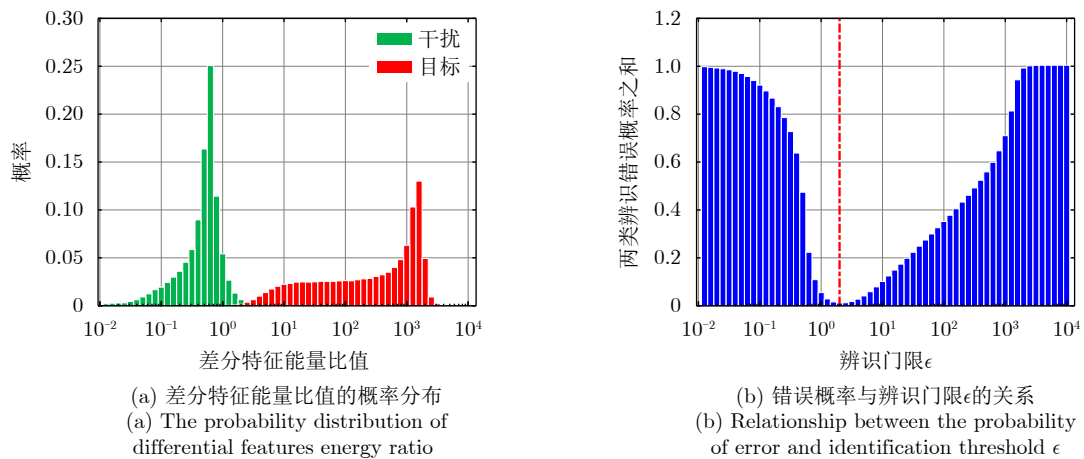 0.30
0.25
0.20
0.15
0.10
0.05
0
概率
干扰
目标
10⁻² 10⁻¹ 10⁰ 10¹ 10² 10³ 10⁴
差分特征能量比值
(a) 差分特征能量比值的概率分布
(a) The probability distribution of
differential features energy ratio
1.2
1.0
0.8
0.6
0.4
0.2
0
两类辨识错误概率之和
10⁻² 10⁻¹ 10⁰ 10¹ 10² 10³ 10⁴
辨识门限ϵ
(b) 错误概率与辨识门限ϵ的关系
(b) Relationship between the probability
of error and identification threshold ϵ